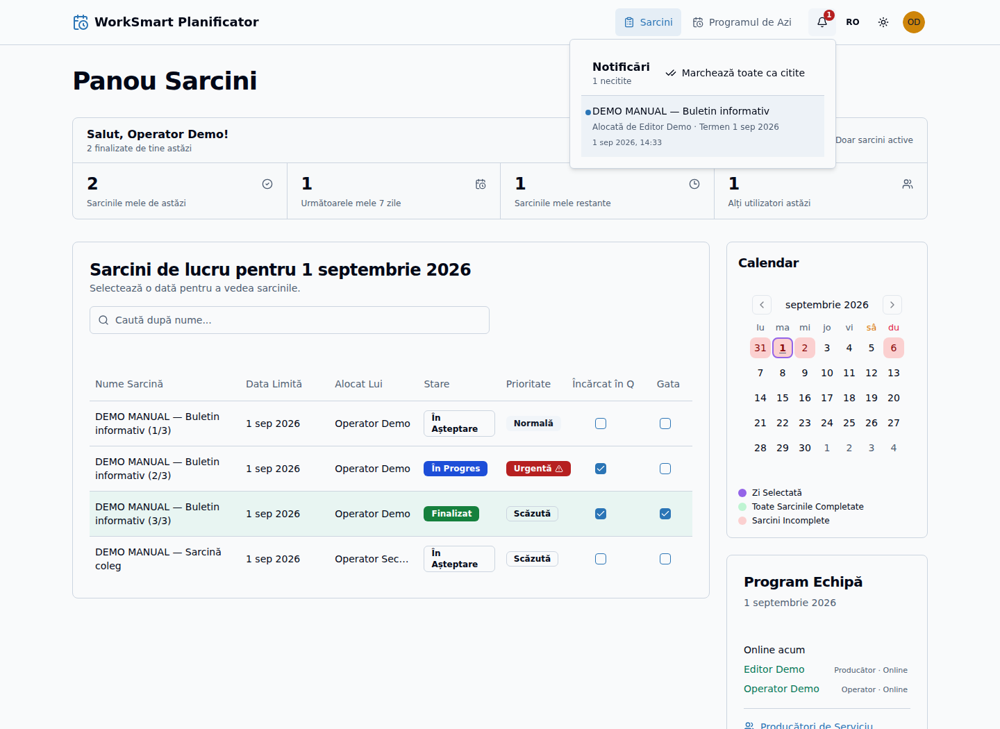 WorkSmart Planificator
Sarcini
Programul de Azi
1
RO
OD
Panou Sarcini
Notificări
1 necitite
Marchează toate ca citite
DEMO MANUAL — Buletin informativ
Alocată de Editor Demo · Termen 1 sep 2026
1 sep 2026, 14:33
Salut, Operator Demo!
2 finalizate de tine astăzi
Doar sarcini active
2
Sarcinile mele de astăzi
1
Următoarele mele 7 zile
1
Sarcinile mele restante
1
Alți utilizatori astăzi
Sarcini de lucru pentru 1 septembrie 2026
Selectează o dată pentru a vedea sarcinile.
Caută după nume...
Nume Sarcină Data Limită Alocat Lui Stare Prioritate Încărcat în Q Gata
DEMO MANUAL — Buletin
informativ (1/3)
1 sep 2026
Operator Demo
În
Așteptare
Normală
DEMO MANUAL — Buletin
informativ (2/3)
1 sep 2026
Operator Demo
În Progres
Urgentă
DEMO MANUAL — Buletin
informativ (3/3)
1 sep 2026
Operator Demo
Finalizat
Scăzută
DEMO MANUAL — Sarcină
coleg
1 sep 2026
Operator Sec...
În
Așteptare
Scăzută
Calendar
septembrie 2026
lu ma mi jo vi sâ du
31 1 2 3 4 5 6
7 8 9 10 11 12 13
14 15 16 17 18 19 20
21 22 23 24 25 26 27
28 29 30 1 2 3 4
Zi Selectată
Toate Sarcinile Completate
Sarcini Incomplete
Program Echipă
1 septembrie 2026
Online acum
Editor Demo Producător · Online
Operator Demo Operator · Online
Producători de Serviciu